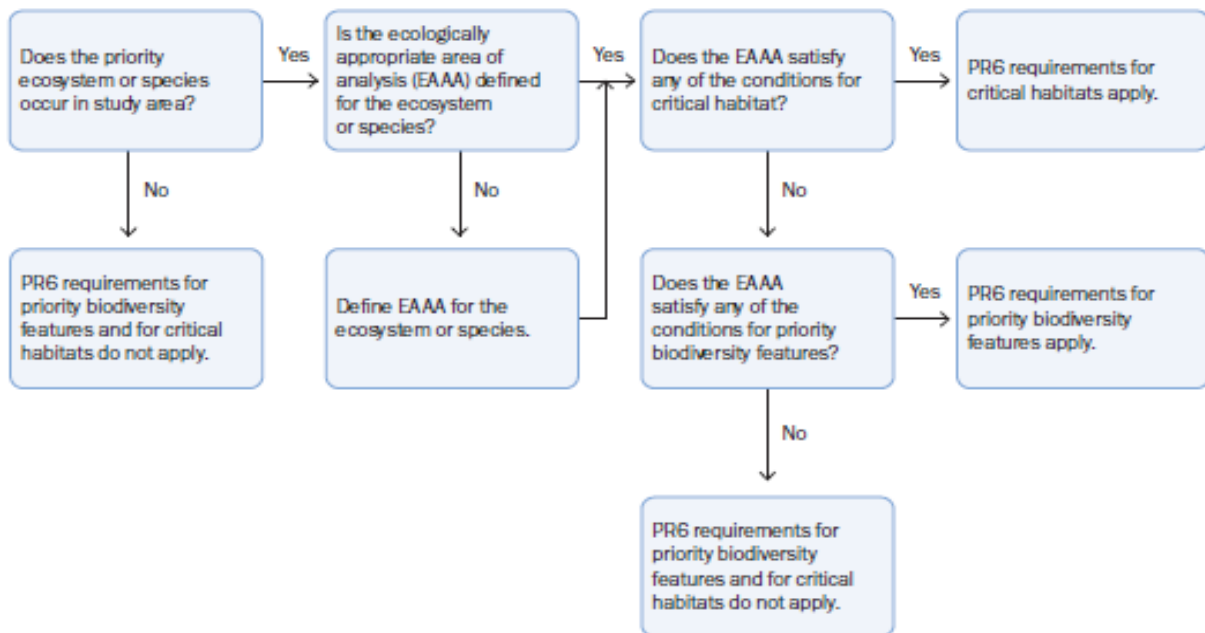 Does the priority
ecosystem or species
occur in study area?
Yes
Is the ecologically
appropriate area of
analysis (EAAA) defined
for the ecosystem
or species?
Yes
Does the EAAA satisfy
any of the conditions for
critical habitat?
Yes
PR6 requirements for
critical habitats apply.
No
No
No
PR6 requirements for
priority biodiversity
features and for critical
habitats do not apply.
Define EAAA for the
ecosystem or species.
Does the EAAA
satisfy any of the
conditions for priority
biodiversity features?
Yes
PR6 requirements for
priority biodiversity
features apply.
No
PR6 requirements for
priority biodiversity
features and for critical
habitats do not apply.